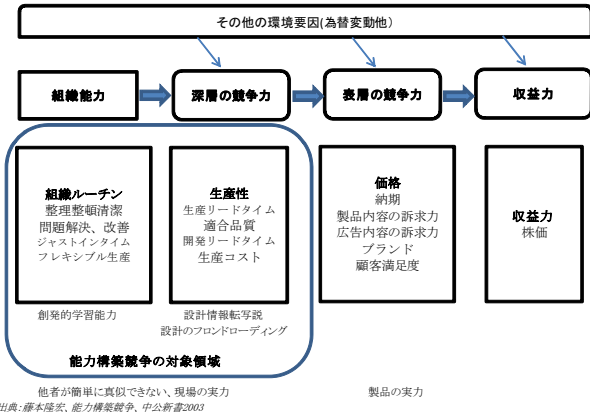 その他の環境要因(為替変動他)
組織能力
深層の競争力
表層の競争力
収益力
組織ルーチン
整理整頓清潔
問題解決、改善
ジャストインタイム
フレキシブル生産
生産性
生産リードタイム
適合品質
開発リードタイム
生産コスト
価格
納期
製品内容の訴求力
広告内容の訴求力
ブランド
顧客満足度
収益力
株価
創発的学習能力
設計情報転写説
設計のフロンドローディング
能力構築競争の対象領域
他者が簡単に真似できない、現場の実力
製品の実力
出典:藤本隆宏、能力構築競争、中公新書2003